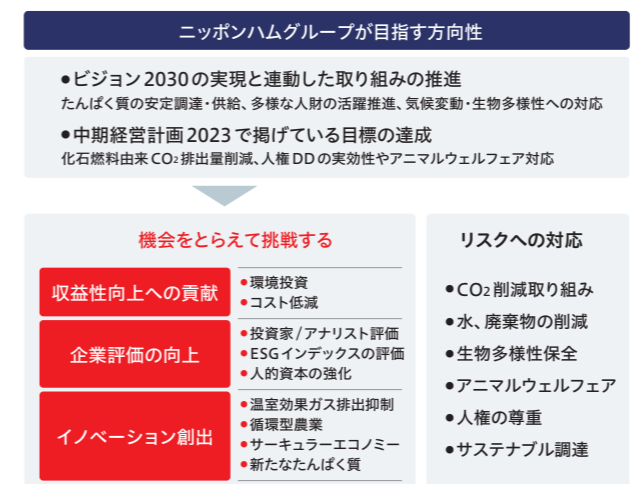 ニッポンハムグループが目指す方向性
●ビジョン2030の実現と連動した取り組みの推進
たんぱく質の安定調達・供給、多様な人財の活躍推進、気候変動・生物多様性への対応
●中期経営計画2023で掲げている目標の達成
化石燃料由来CO₂排出量削減、人権DDの実効性やアニマルウェルフェア対応
機会をとらえて挑戦する
収益性向上への貢献
●環境投資
●コスト低減
企業評価の向上
●投資家/アナリスト評価
●ESGインデックスの評価
●人的資本の強化
イノベーション創出
●温室効果ガス排出抑制
●循環型農業
●サーキュラーエコノミー
●新たなたんぱく質
リスクへの対応
●CO₂削減取り組み
●水、廃棄物の削減
●生物多様性保全
●アニマルウェルフェア
●人権の尊重
●サステナブル調達